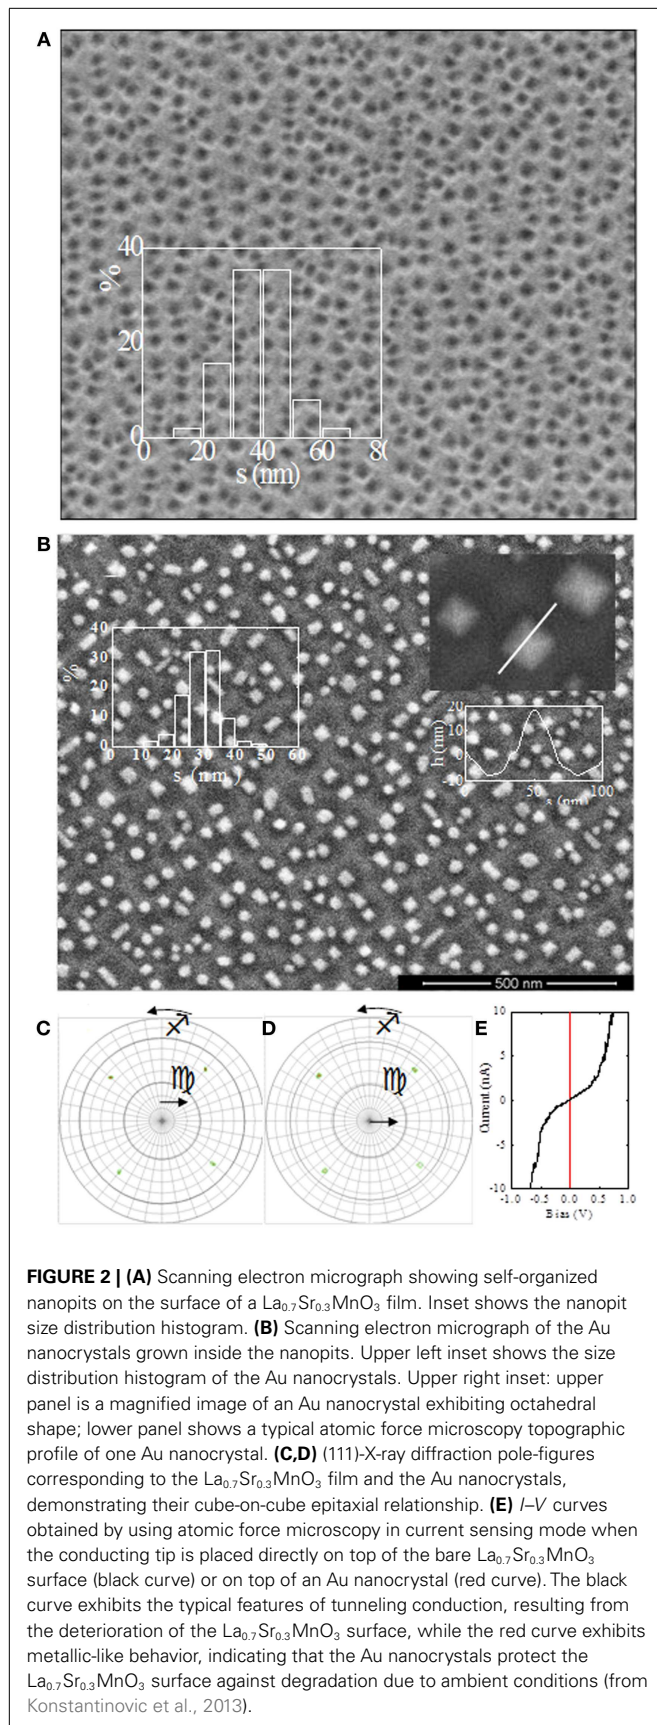 A
40
%
20
0
0 20 40 60 80
s (nm)
B
40
%
30
20
10
0
0 10 20 30 40 50 60
s (nm)
20
h (nm)
0
-10
0 50 100
s (nm)
500 nm
C
♐
♍
D
♐
♍
E
10
5
Current (nA)
0
-5
-10
-1.0 -0.5 0.0 0.5 1.0
Bias (V)
FIGURE 2 | (A) Scanning electron micrograph showing self-organized
nanopits on the surface of a La0.7Sr0.3MnO3 film. Inset shows the nanopit
size distribution histogram. (B) Scanning electron micrograph of the Au
nanocrystals grown inside the nanopits. Upper left inset shows the size
distribution histogram of the Au nanocrystals. Upper right inset: upper
panel is a magnified image of an Au nanocrystal exhibiting octahedral
shape; lower panel shows a typical atomic force microscopy topographic
profile of one Au nanocrystal. (C,D) (111)-X-ray diffraction pole-figures
corresponding to the La0.7Sr0.3MnO3 film and the Au nanocrystals,
demonstrating their cube-on-cube epitaxial relationship. (E) I–V curves
obtained by using atomic force microscopy in current sensing mode when
the conducting tip is placed directly on top of the bare La0.7Sr0.3MnO3
surface (black curve) or on top of an Au nanocrystal (red curve). The black
curve exhibits the typical features of tunneling conduction, resulting from
the deterioration of the La0.7Sr0.3MnO3 surface, while the red curve exhibits
metallic-like behavior, indicating that the Au nanocrystals protect the
La0.7Sr0.3MnO3 surface against degradation due to ambient conditions (from
Konstantinovic et al., 2013).